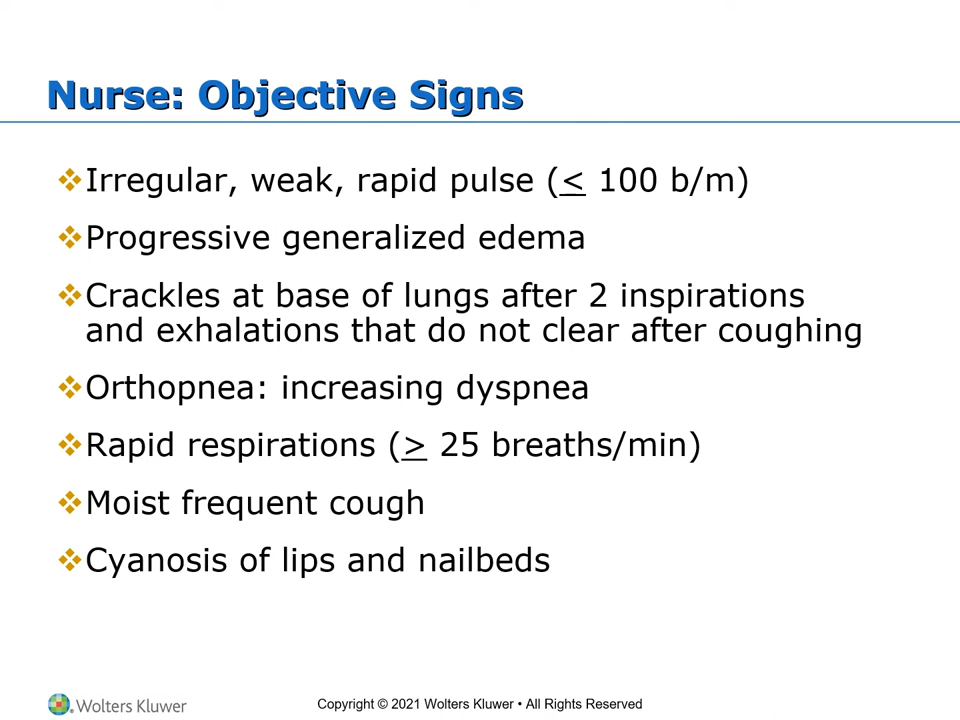 Nurse: Objective Signs
❖Irregular, weak, rapid pulse (≤ 100 b/m)
❖Progressive generalized edema
❖Crackles at base of lungs after 2 inspirations
and exhalations that do not clear after coughing
❖Orthopnea: increasing dyspnea
❖Rapid respirations (≥ 25 breaths/min)
❖Moist frequent cough
❖Cyanosis of lips and nailbeds
Wolters Kluwer
Copyright © 2021 Wolters Kluwer • All Rights Reserved